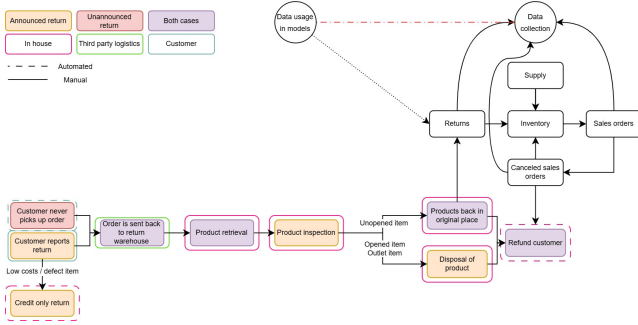 Announced
return
Unannounced
return
Both cases
In house
Third party logistics
Customer
Automated
Manual
Data usage
in models
Data
collection
Supply
Returns
Inventory
Sales orders
Canceled sales
orders
Customer never
picks up order
Customer reports
return
Order is sent back
to return
warehouse
Product retrieval
Product inspection
Unopened item
Opened item
Outlet item
Products back in
original place
Disposal of
product
Refund customer
Low costs / defect item
Credit only return